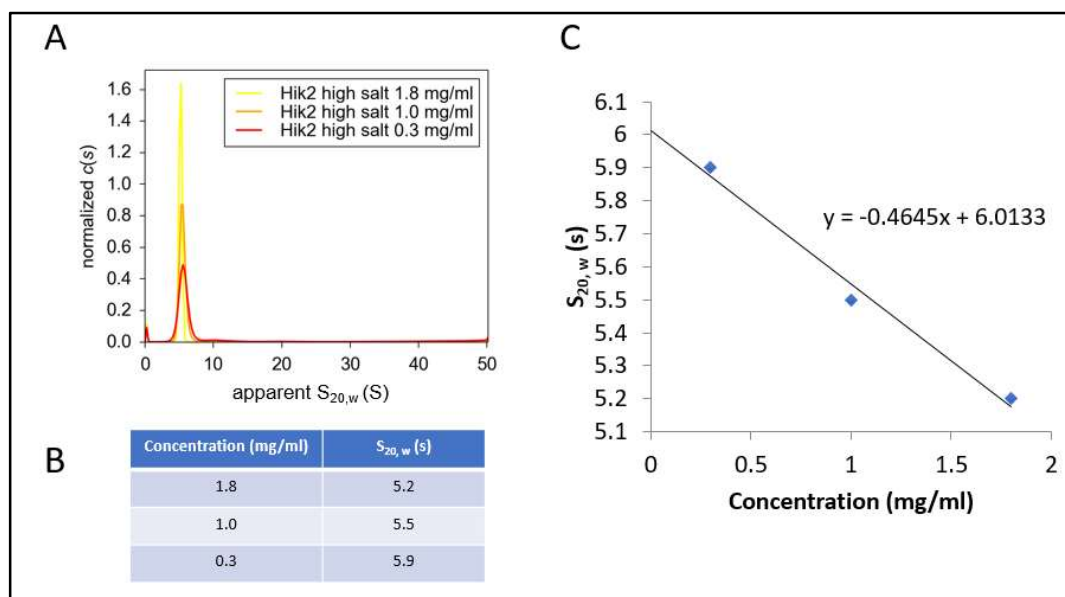 A
Hik2 high salt 1.8 mg/ml
Hik2 high salt 1.0 mg/ml
Hik2 high salt 0.3 mg/ml
normalized c(s)
1.6
1.4
1.2
1.0
0.8
0.6
0.4
0.2
0.0
0 10 20 30 40 50
apparent S20,w (S)
B
Concentration (mg/ml) S20, w (s)
1.8 5.2
1.0 5.5
0.3 5.9
C
S20, w (s)
6.1
6
5.9
5.8
5.7
5.6
5.5
5.4
5.3
5.2
5.1
y = -0.4645x + 6.0133
0 0.5 1 1.5 2
Concentration (mg/ml)